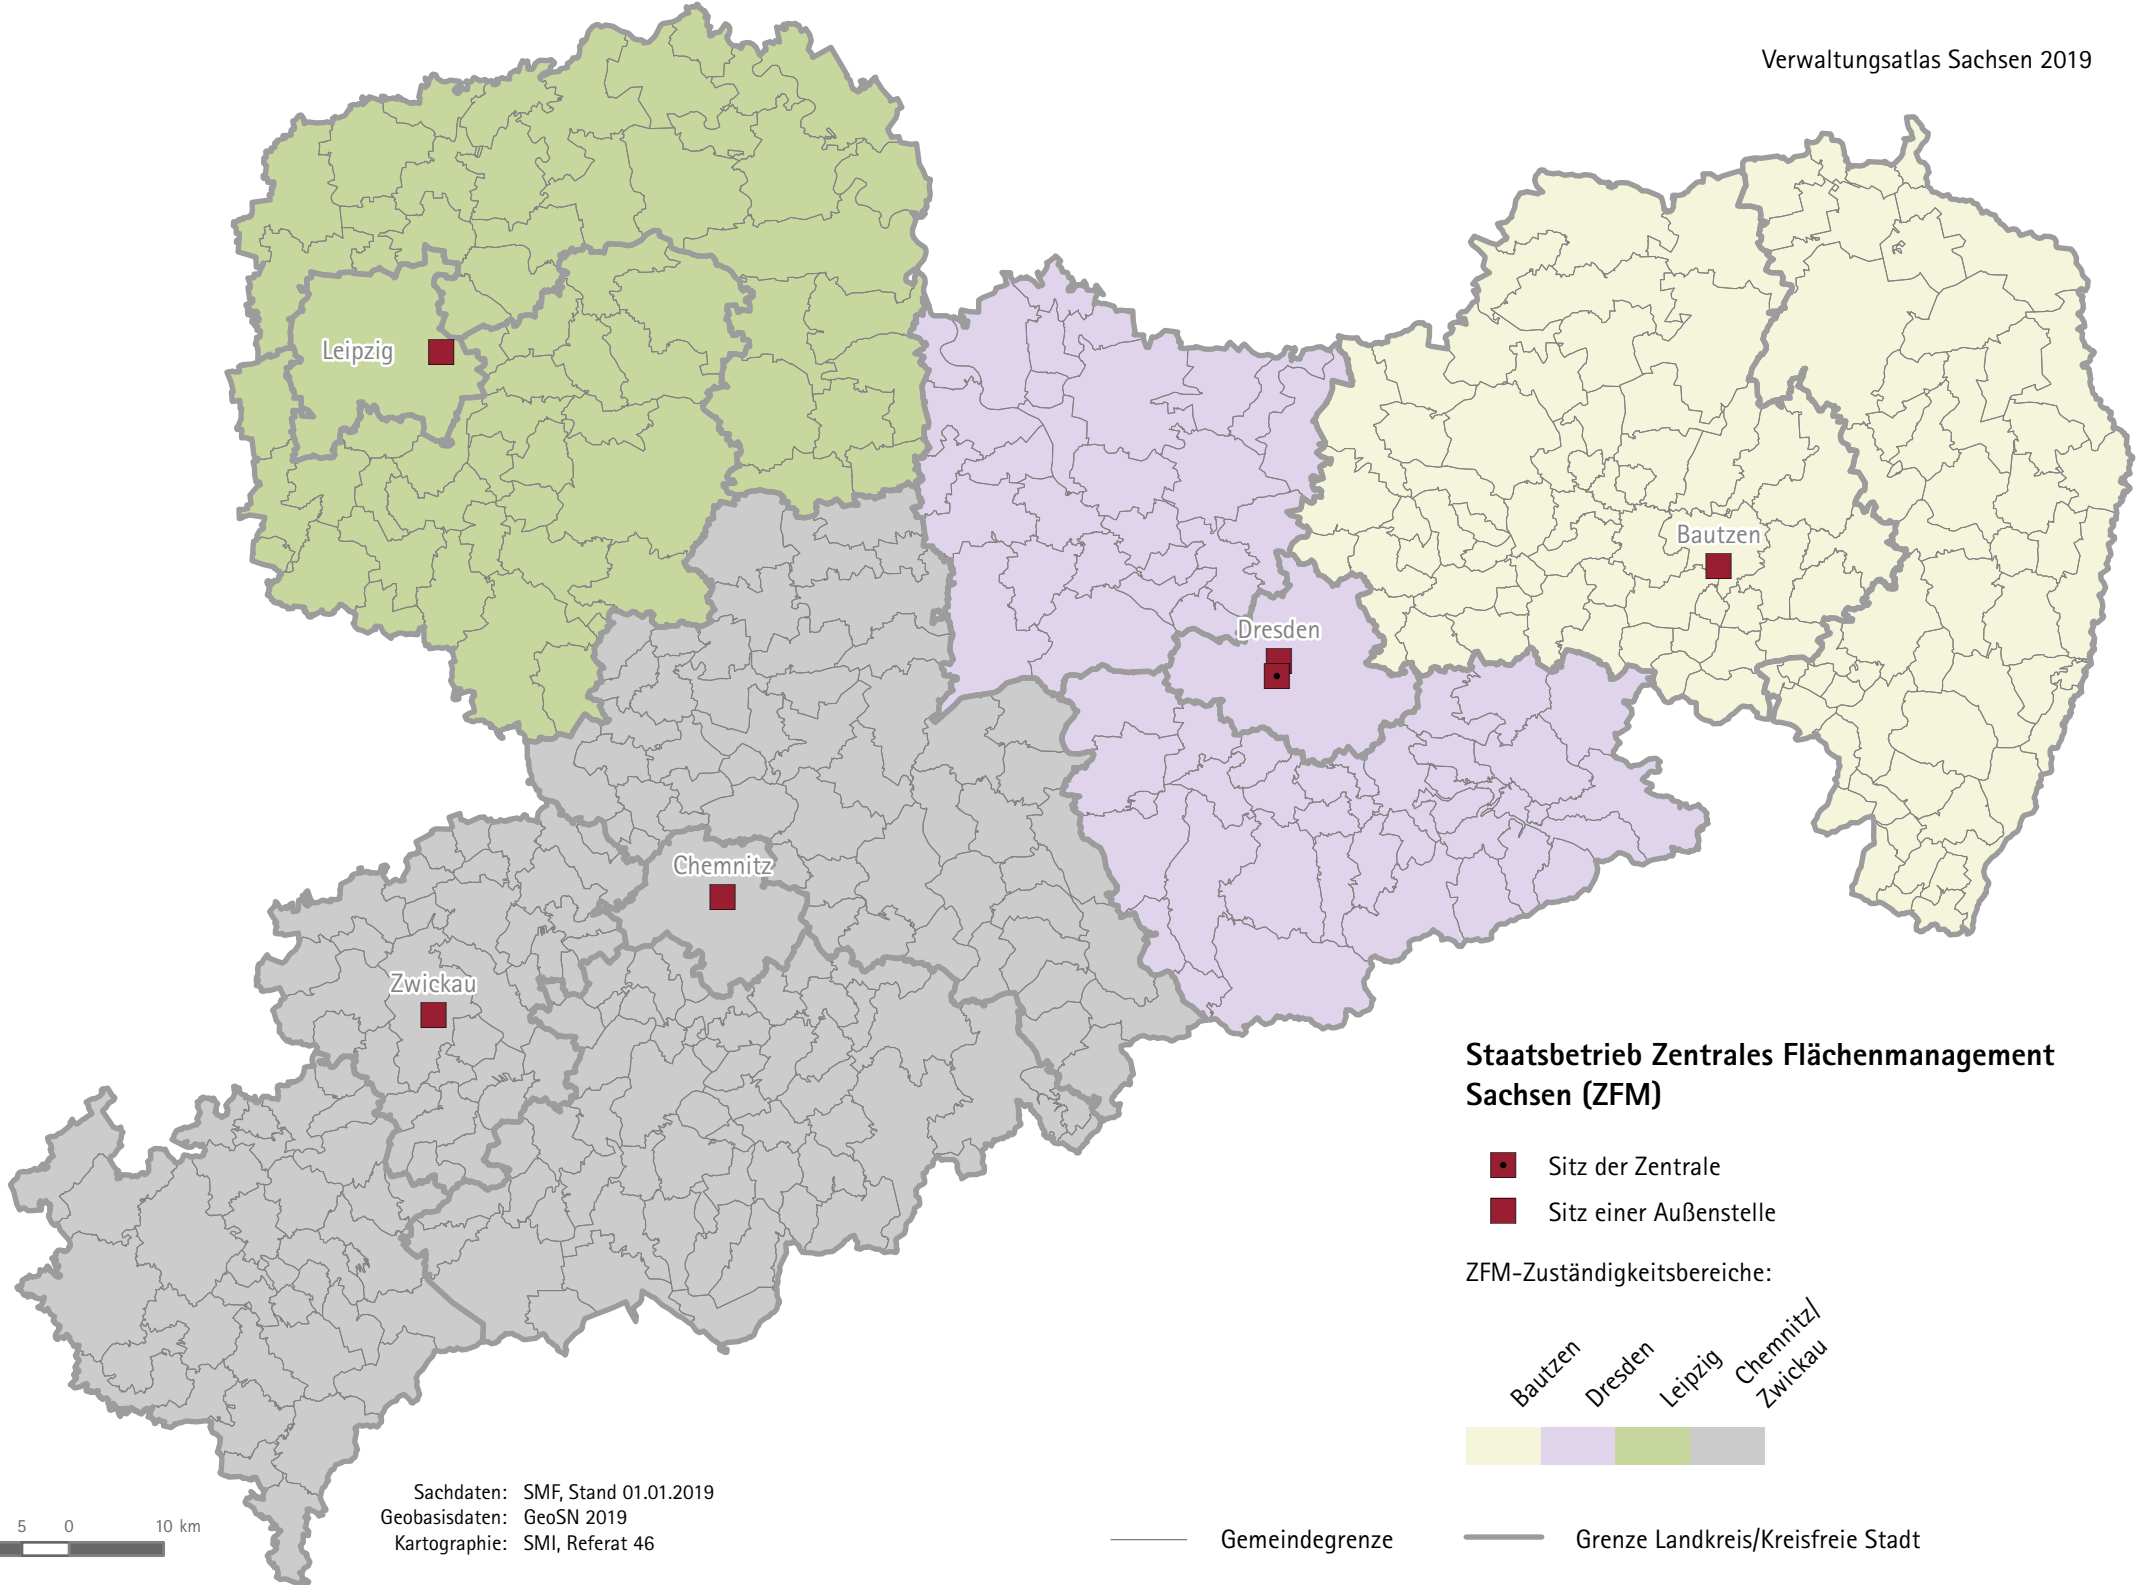 Verwaltungsatlas Sachsen 2019
Leipzig
Bautzen
Dresden
Chemnitz
Zwickau
Staatsbetrieb Zentrales Flächenmanagement
Sachsen (ZFM)
Sitz der Zentrale
Sitz einer Außenstelle
ZFM-Zuständigkeitsbereiche:
Bautzen
Dresden
Leipzig
Chemnitz/
Zwickau
Sachdaten: SMF, Stand 01.01.2019
Geobasisdaten: GeoSN 2019
Kartographie: SMI, Referat 46
5 0 10 km
Gemeindegrenze
Grenze Landkreis/Kreisfreie Stadt